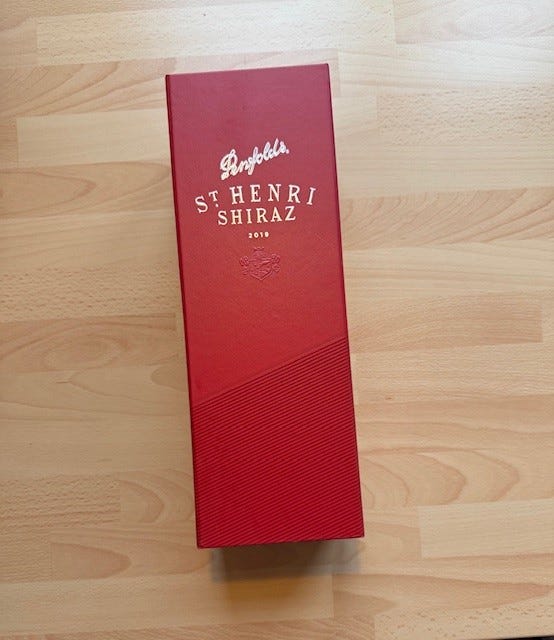 Penfolds.
ST. HENRI
SHIRAZ
2019